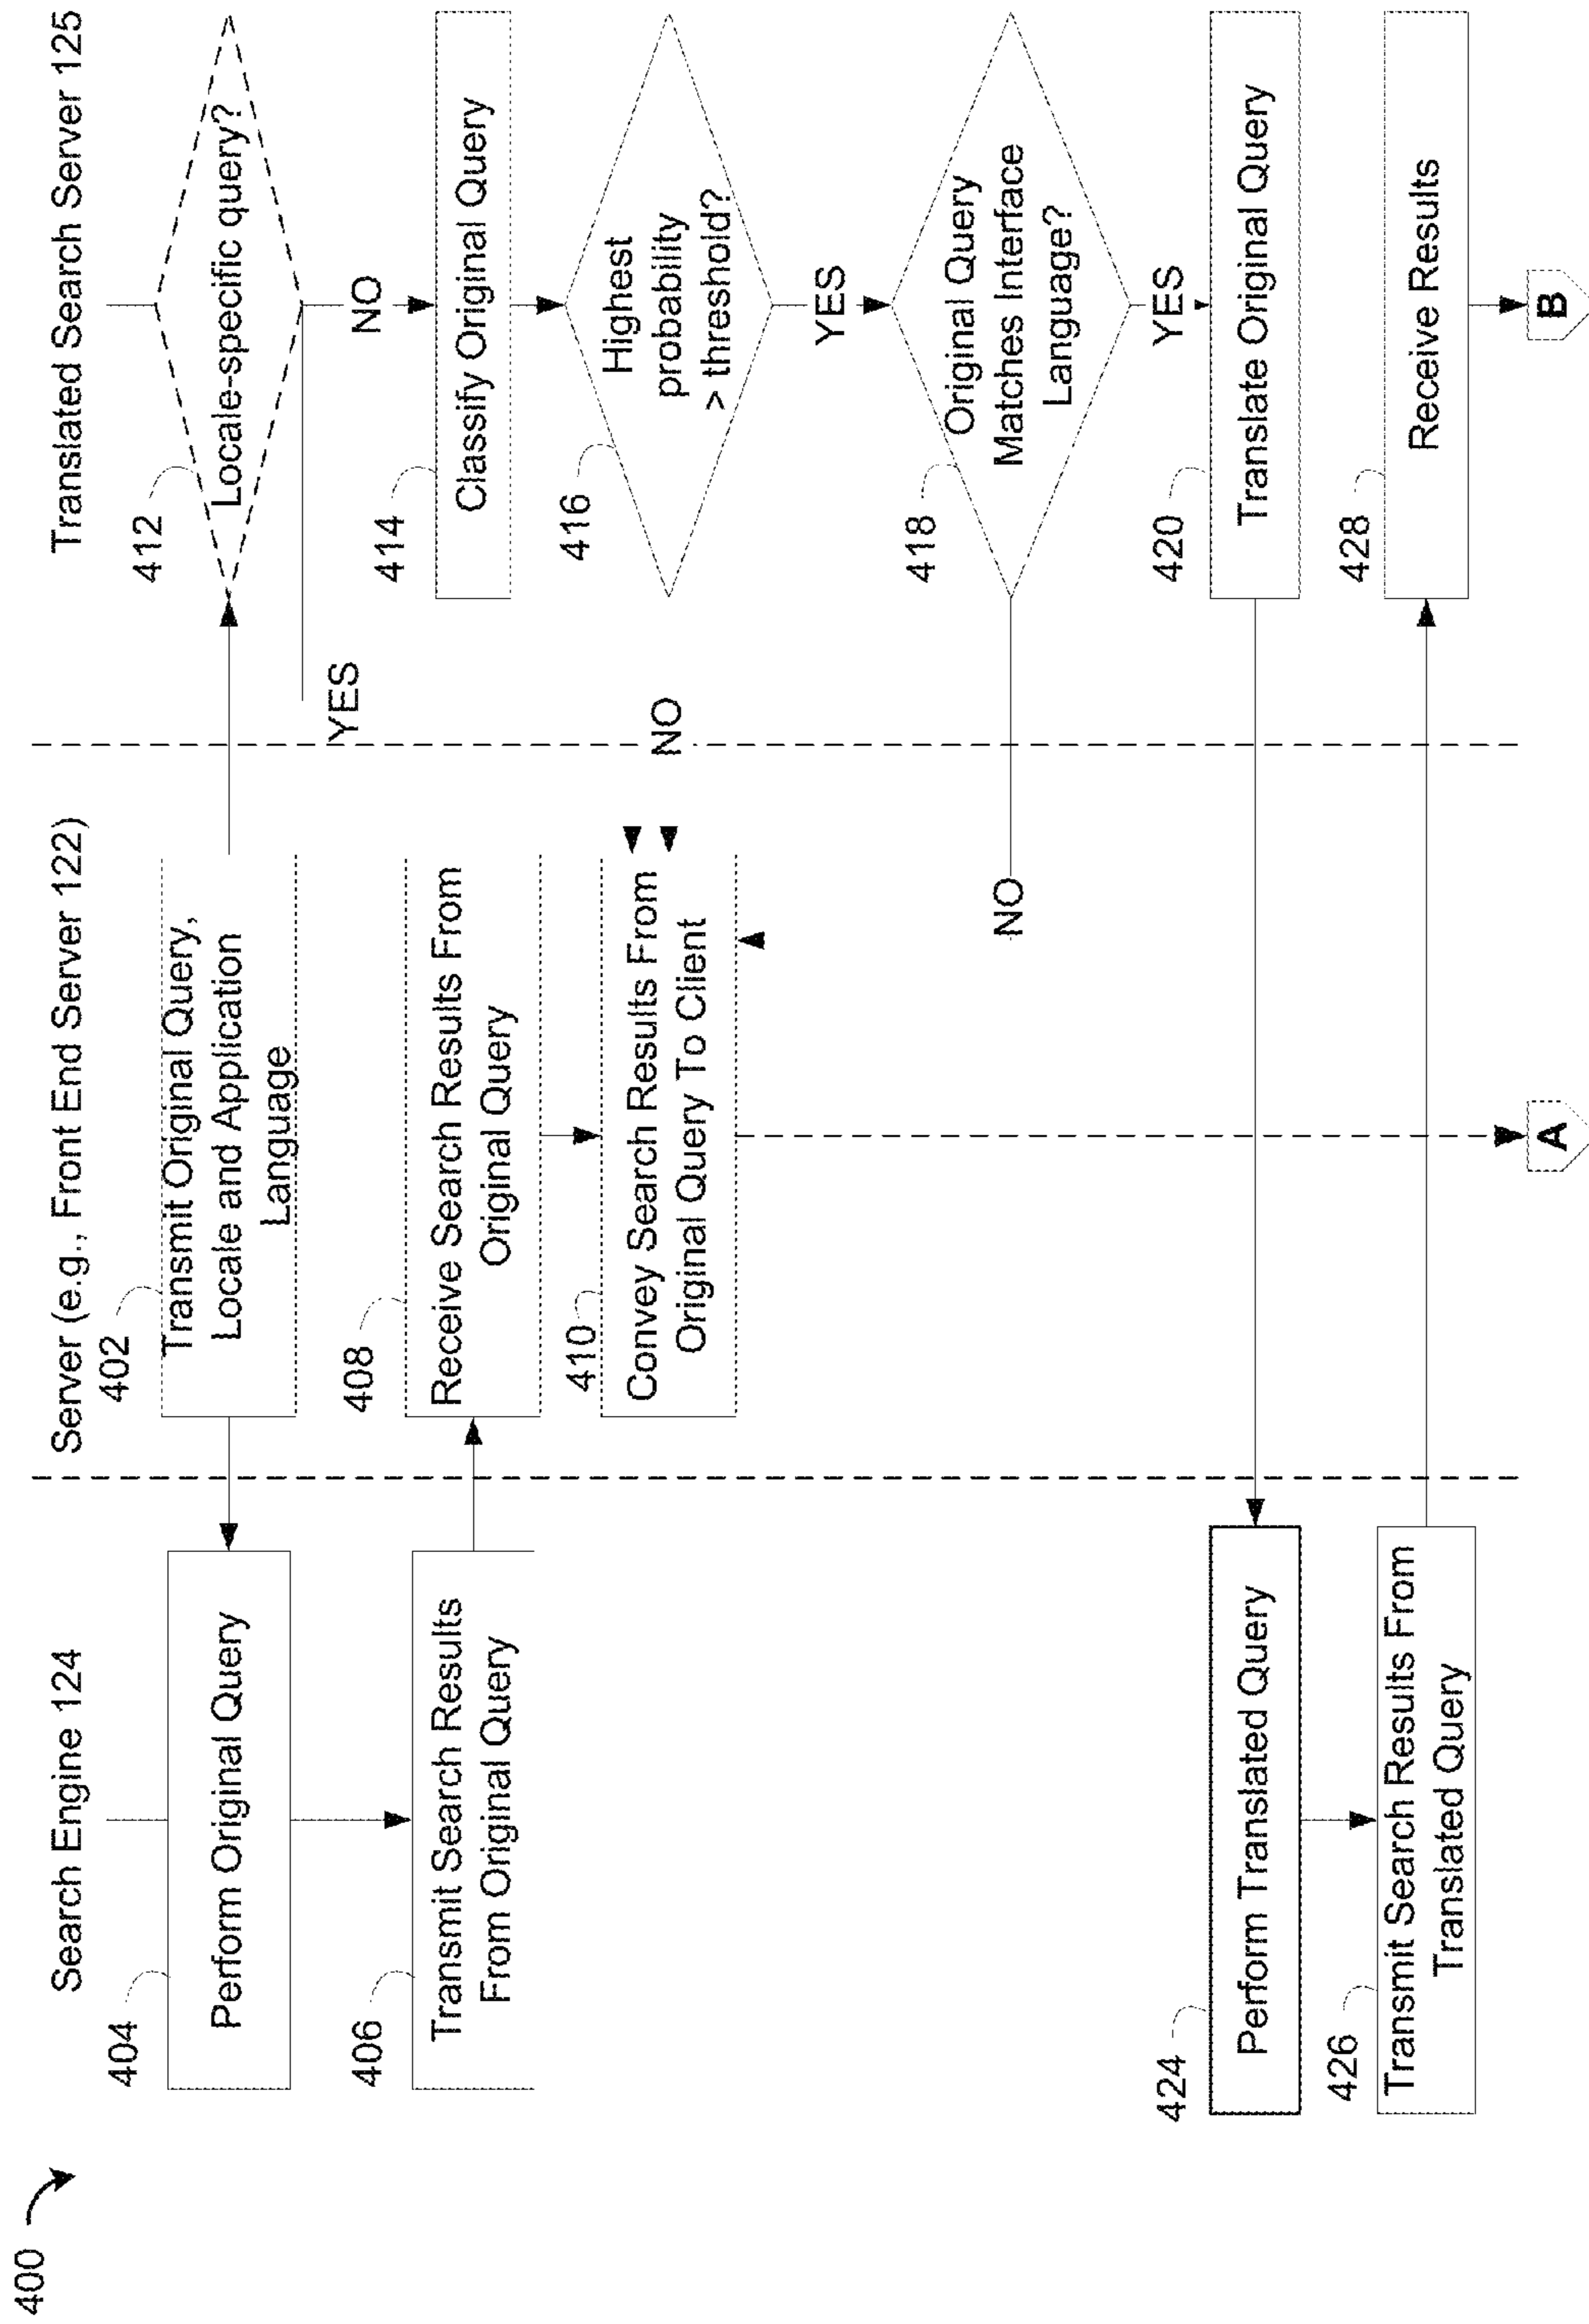 400
Search Engine 124
404
Perform Original Query
406
Transmit Search Results
From Original Query
424
Perform Translated Query
426
Transmit Search Results From
Translated Query
Server (e.g., Front End Server 122)
402
Transmit Original Query,
Locale and Application
Language
408
Receive Search Results From
Original Query
410
Convey Search Results From
Original Query To Client
NO
A
Translated Search Server 125
412
Locale-specific query?
YES
NO
414
Classify Original Query
416
Highest
probability
> threshold?
NO
YES
418
Original Query
Matches Interface
Language?
YES
420
Translate Original Query
428
Receive Results
B